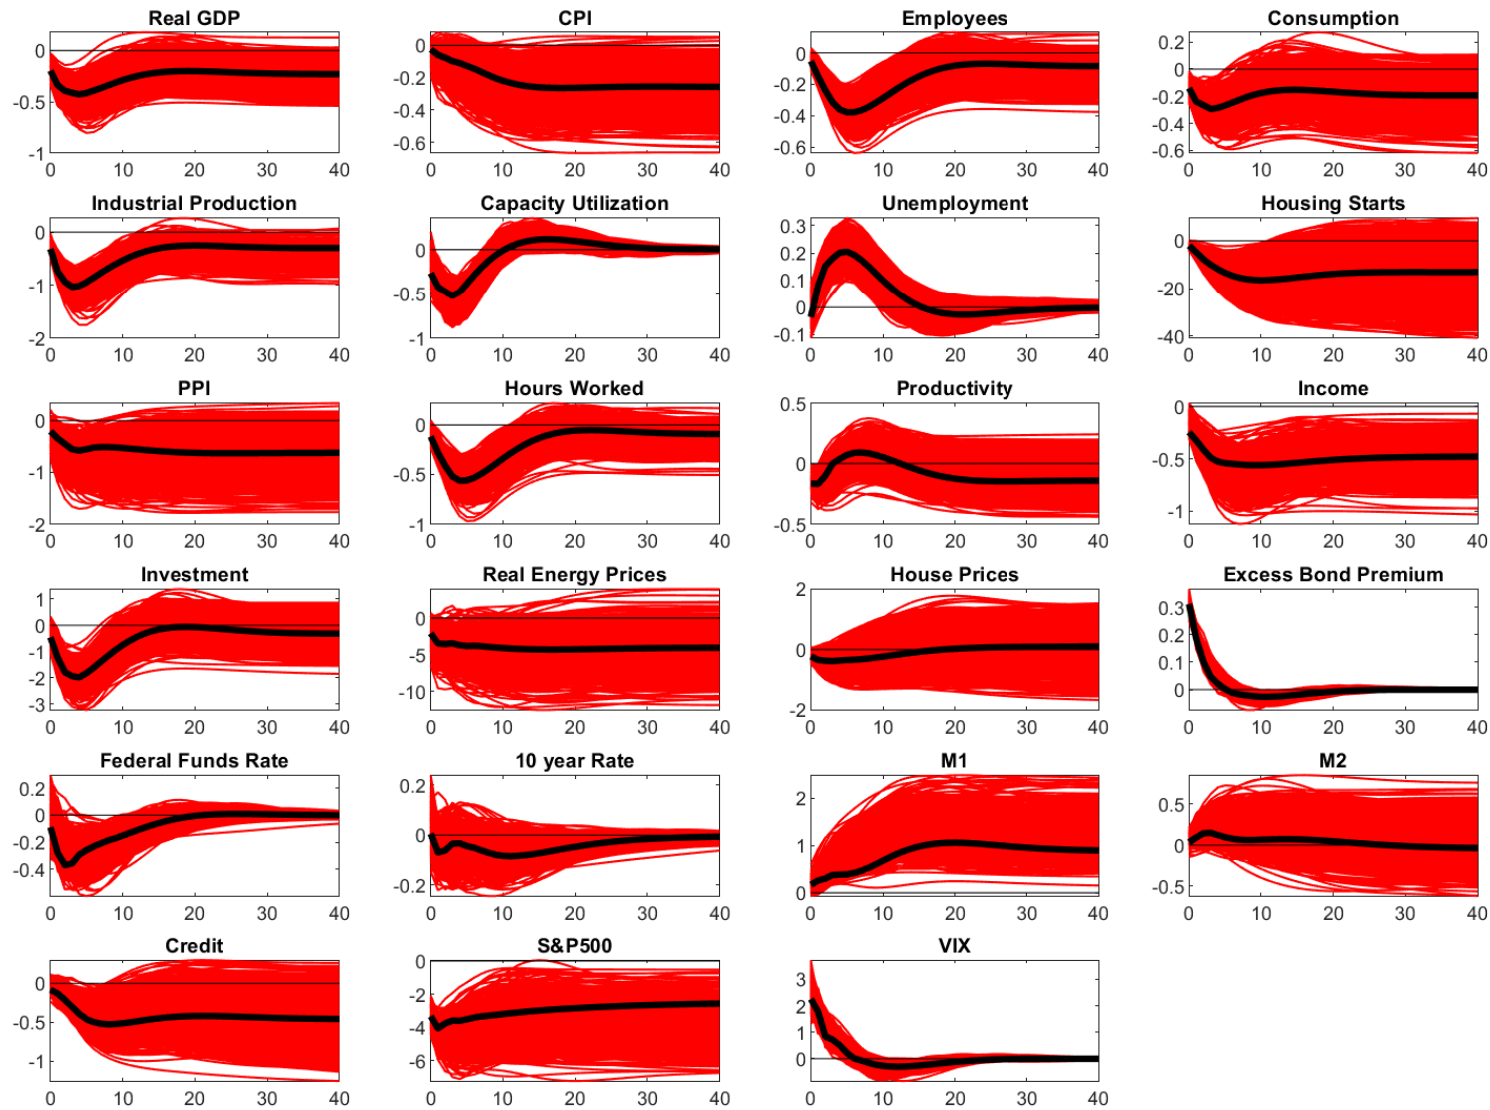 Real GDP CPI Employees Consumption
0 -0.5 -1
0 -0.2 -0.4 -0.6
0 -0.2 -0.4 -0.6
0.2 0 -0.2 -0.4 -0.6
0 10 20 30 40 0 10 20 30 40 0 10 20 30 40 0 10 20 30 40
Industrial Production Capacity Utilization Unemployment Housing Starts
0 -1 -2
0 -0.5 -1
0.3 0.2 0.1 0 -0.1
0 -20 -40
0 10 20 30 40 0 10 20 30 40 0 10 20 30 40 0 10 20 30 40
PPI Hours Worked Productivity Income
0 -1 -2
0 -0.5 -1
0.5 0 -0.5
0 -0.5 -1
0 10 20 30 40 0 10 20 30 40 0 10 20 30 40 0 10 20 30 40
Investment Real Energy Prices House Prices Excess Bond Premium
1 0 -1 -2 -3
0 -5 -10
2 0 -2
0.3 0.2 0.1 0
0 10 20 30 40 0 10 20 30 40 0 10 20 30 40 0 10 20 30 40
Federal Funds Rate 10 year Rate M1 M2
0.2 0 -0.2 -0.4
0.2 0 -0.2
2 1 0
0.5 0 -0.5
0 10 20 30 40 0 10 20 30 40 0 10 20 30 40 0 10 20 30 40
Credit S&P500 VIX
0 -0.5 -1
0 -2 -4 -6
3 2 1 0
0 10 20 30 40 0 10 20 30 40 0 10 20 30 40